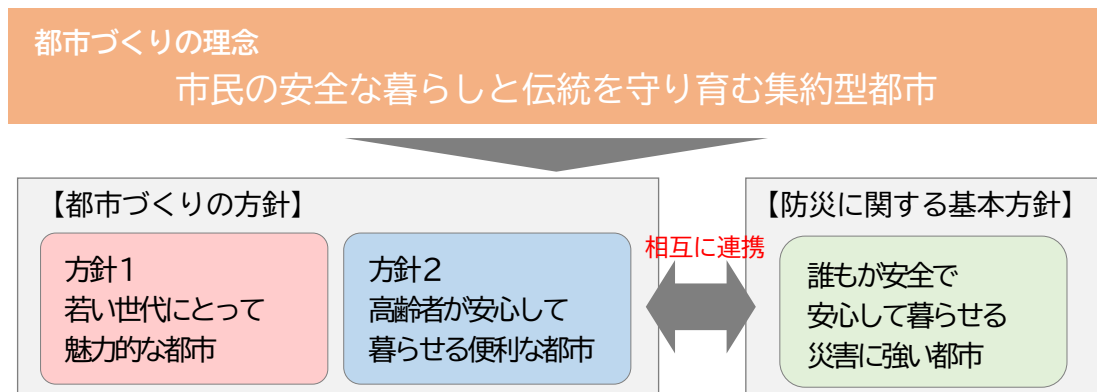 都市づくりの理念
市民の安全な暮らしと伝統を守り育む集約型都市
【都市づくりの方針】
方針１
若い世代にとって
魅力的な都市
方針２
高齢者が安心して
暮らせる便利な都市
相互に連携
【防災に関する基本方針】
誰もが安全で
安心して暮らせる
災害に強い都市